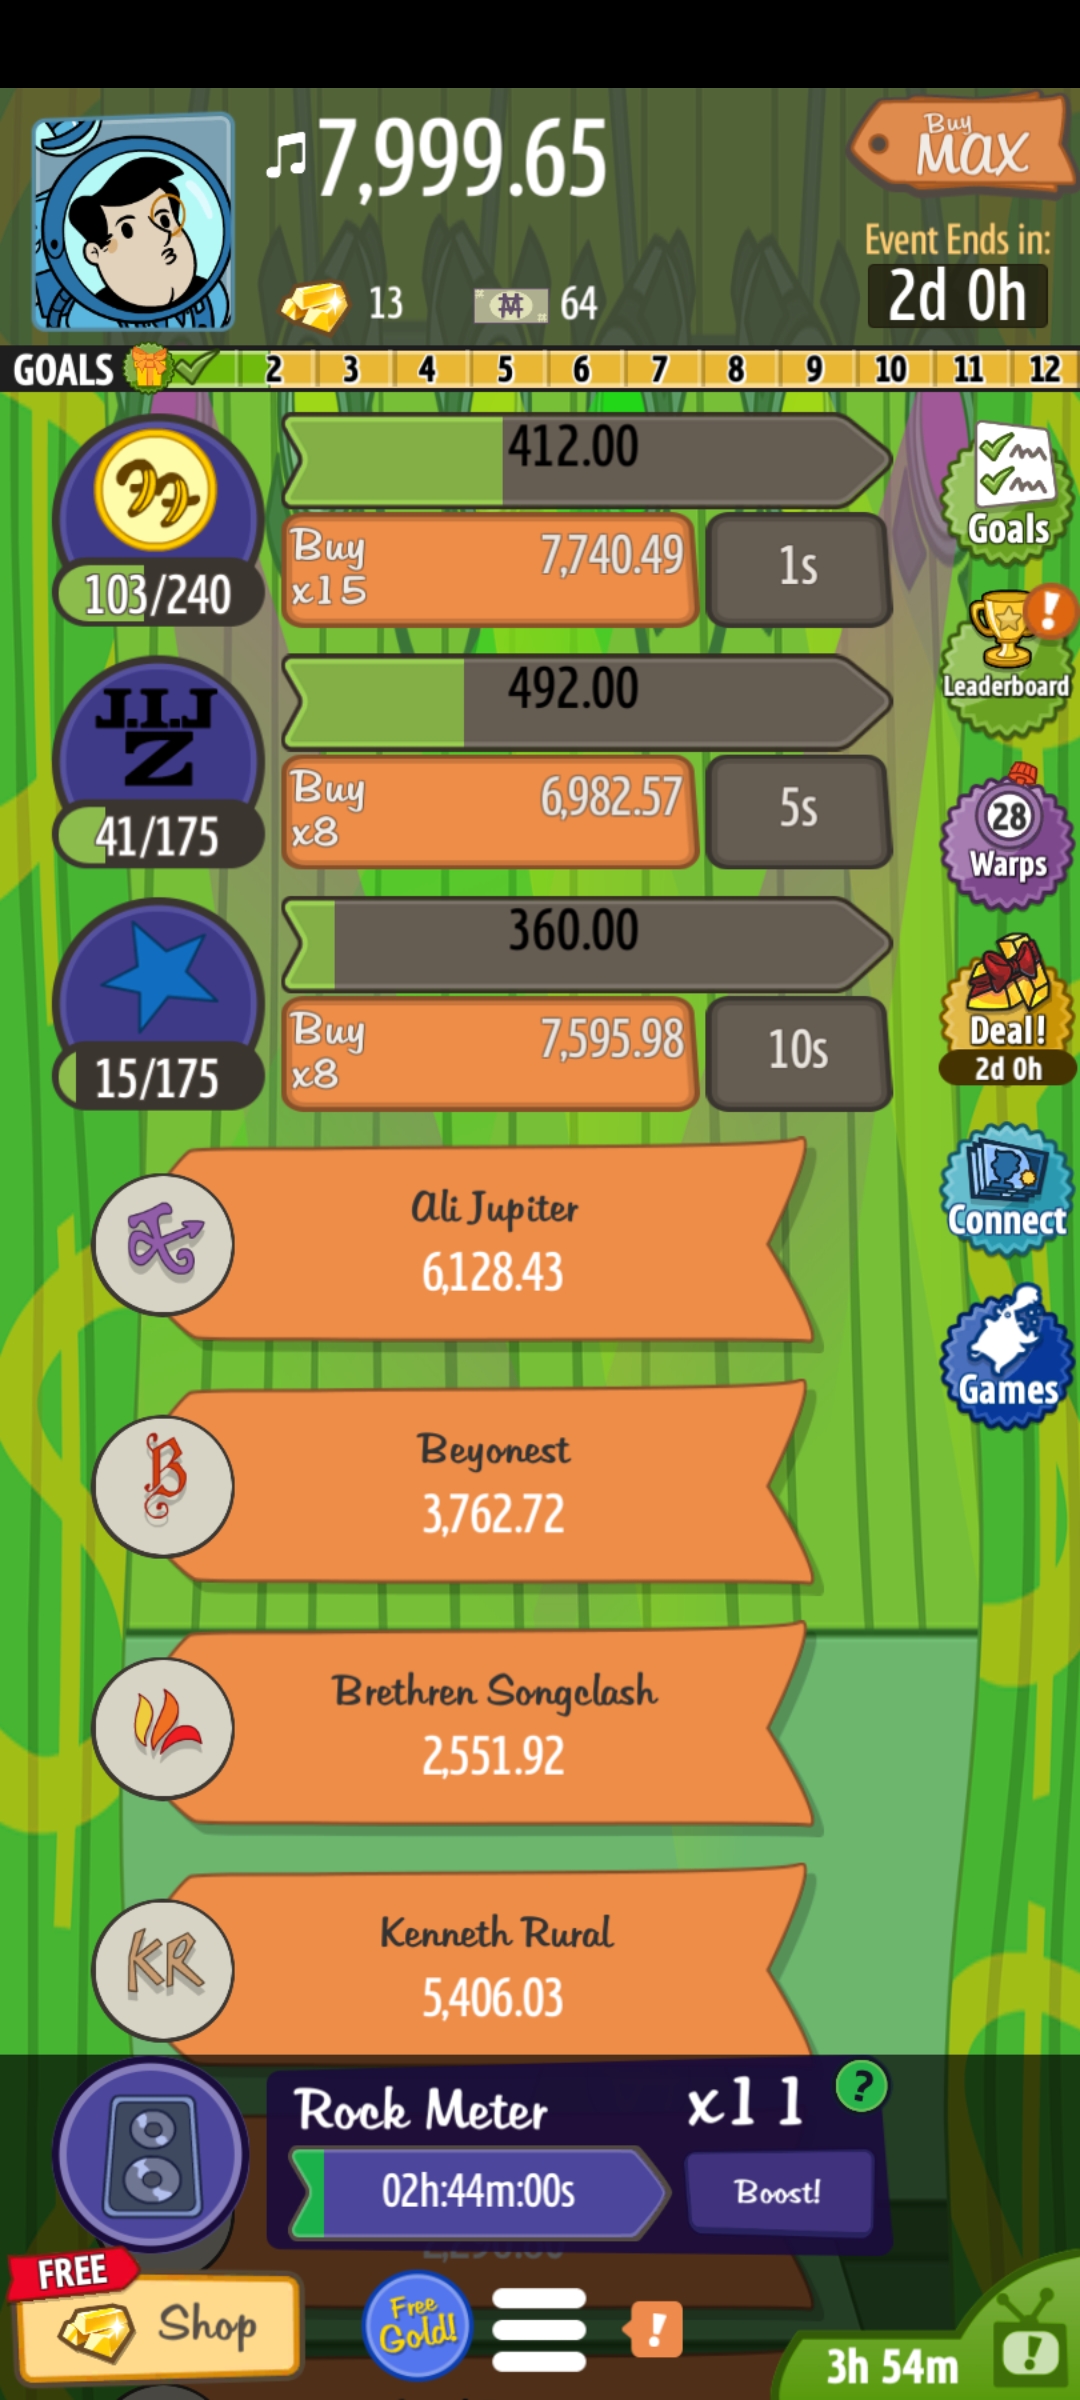 7,999.65
Buy
MAX
Event Ends in:
2d 0h
13
64
GOALS
2 3 4 5 6 7 8 9 10 11 12
412.00
Buy
x15
7,740.49
1s
103/240
Goals
J.I.J
Z
492.00
Buy
x8
6,982.57
5s
41/175
!
Leaderboard
28
Warps
360.00
Buy
x8
7,595.98
10s
15/175
Deal!
2d 0h
Ali Jupiter
6,128.43
Connect
B
Beyonest
3,762.72
Games
Brethren Songclash
2,551.92
KR
Kenneth Rural
5,406.03
Rock Meter
x11
?
02h:44m:00s
Boost!
FREE
Shop
Free
Gold!
!
3h 54m
!